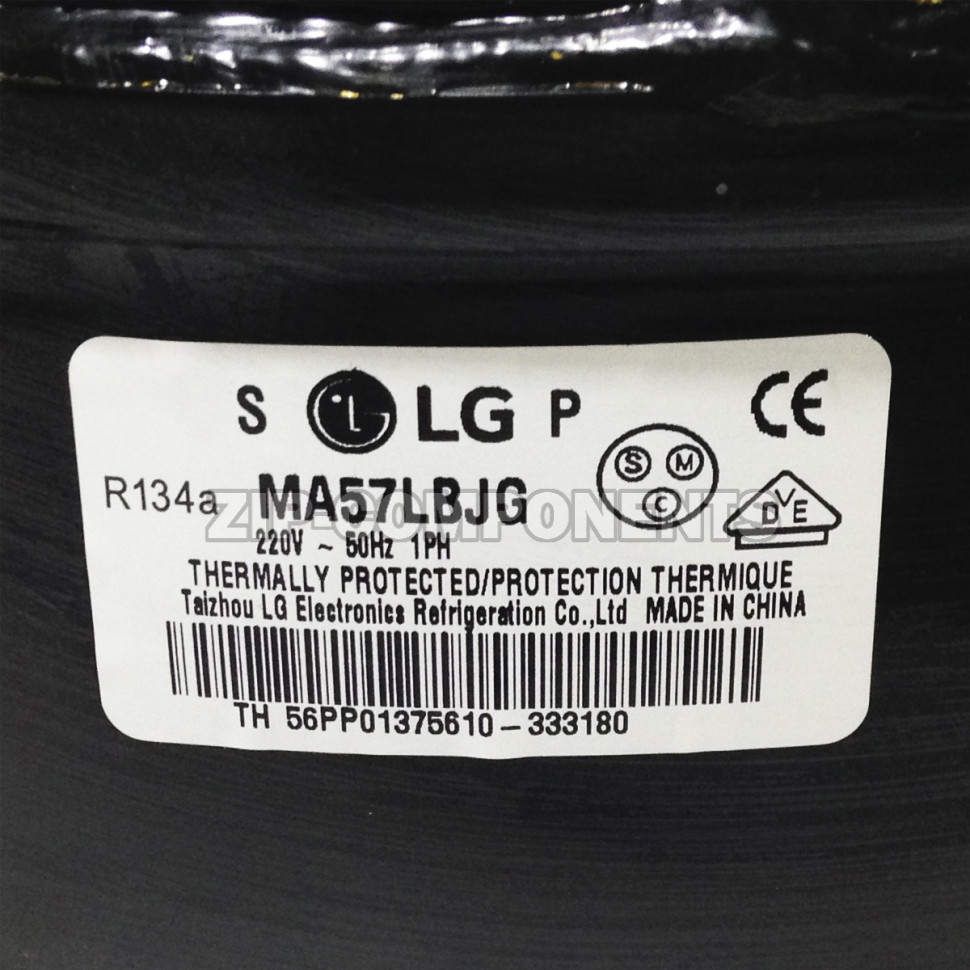 S LG P CE
R134a MA57LBJG S M C
V
D E
ZIP-COMPONENTS
220V ~ 50Hz 1PH
THERMALLY PROTECTED/PROTECTION THERMIQUE
Taizhou LG Electronics Refrigeration Co.,Ltd MADE IN CHINA
TH 56PP01375610-333180